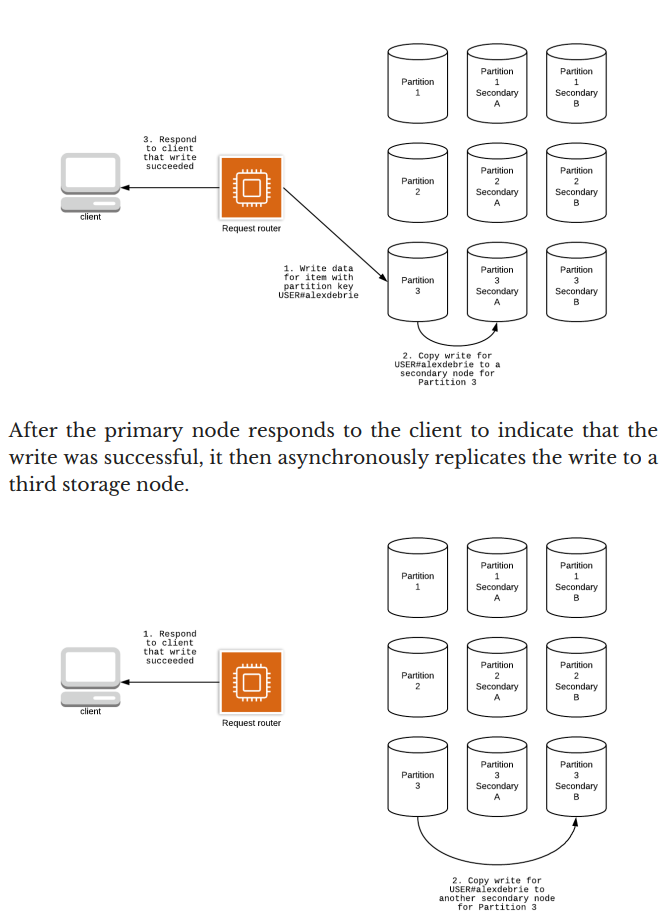 Partition
1
Partition
1
Secondary
A
Partition
1
Secondary
B
3. Respond
to client
that write
succeeded
client
Request router
Partition
2
Partition
2
Secondary
A
Partition
2
Secondary
B
1. Write data
for item with
partition key
USER#alexdebrie
Partition
3
Partition
3
Secondary
A
Partition
3
Secondary
B
2. Copy write for
USER#alexdebrie to a
secondary node for
Partition 3
After the primary node responds to the client to indicate that the
write was successful, it then asynchronously replicates the write to a
third storage node.
Partition
1
Partition
1
Secondary
A
Partition
1
Secondary
B
1. Respond
to client
that write
succeeded
client
Request router
Partition
2
Partition
2
Secondary
A
Partition
2
Secondary
B
Partition
3
Partition
3
Secondary
A
Partition
3
Secondary
B
2. Copy write for
USER#alexdebrie to
another secondary node
for Partition 3